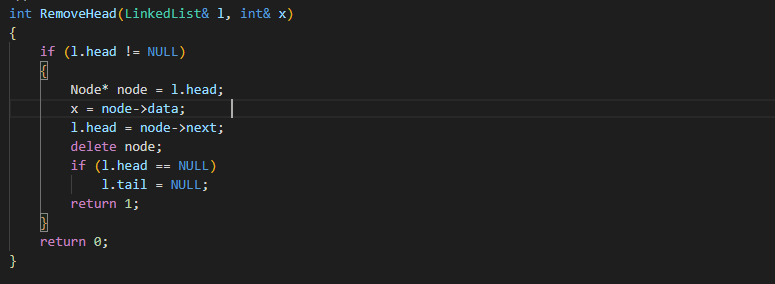 int RemoveHead(LinkedList& l, int& x)
{
    if (l.head != NULL)
    {
        Node* node = l.head;
        x = node->data;
        l.head = node->next;
        delete node;
        if (l.head == NULL)
            l.tail = NULL;
        return 1;
    }
    return 0;
}